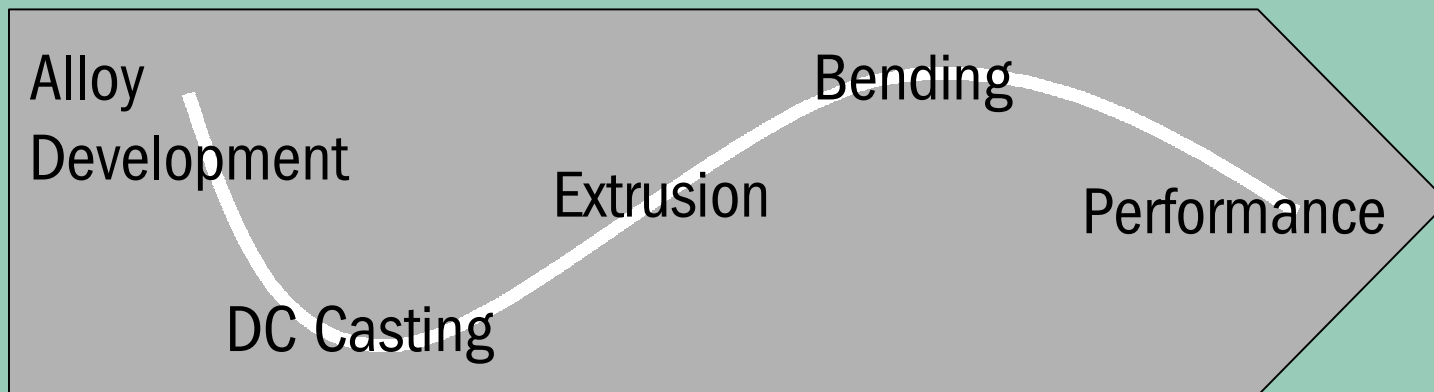 Alloy
Development
DC Casting
Extrusion
Bending
Performance